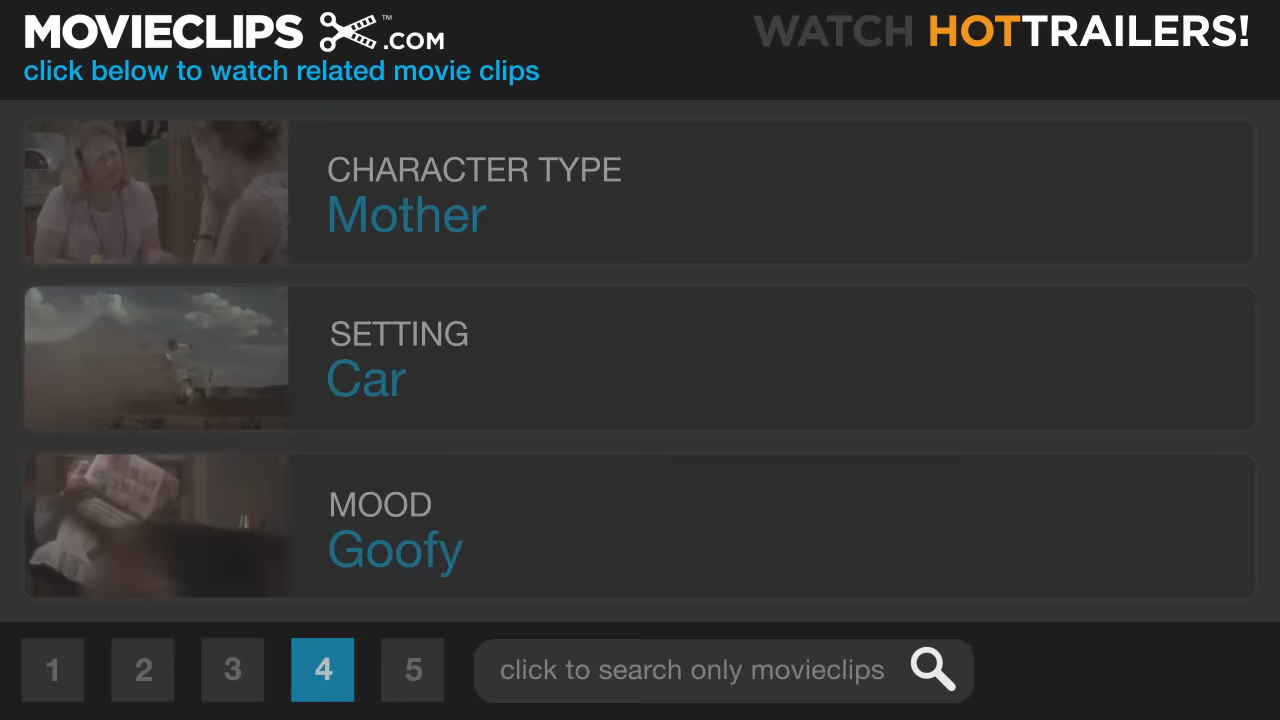 MOVIECLIPS ™ .COM
WATCH HOTTRAILERS!
click below to watch related movie clips
CHARACTER TYPE
Mother
SETTING
Car
MOOD
Goofy
1 2 3 4 5
click to search only movieclips